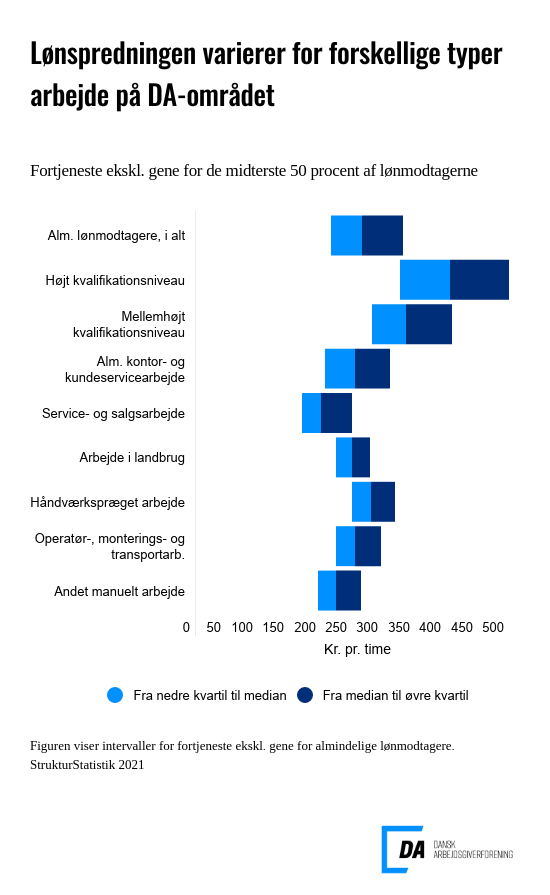 Lønspredningen varierer for forskellige typer
arbejde på DA-området
Fortjeneste ekskl. gene for de midterste 50 procent af lønmodtagerne
Alm. lønmodtagere, i alt
Højt kvalifikationsniveau
Mellemhøjt
kvalifikationsniveau
Alm. kontor- og
kundeservicearbejde
Service- og salgsarbejde
Arbejde i landbrug
Håndværkspræget arbejde
Operatør-, monterings- og
transportarb.
Andet manuelt arbejde
0 50 100 150 200 250 300 350 400 450 500
Kr. pr. time
Fra nedre kvartil til median Fra median til øvre kvartil
Figuren viser intervaller for fortjeneste ekskl. gene for almindelige lønmodtagere.
StrukturStatistik 2021
DA DANSK
ARBEJDSGIVERFORENING